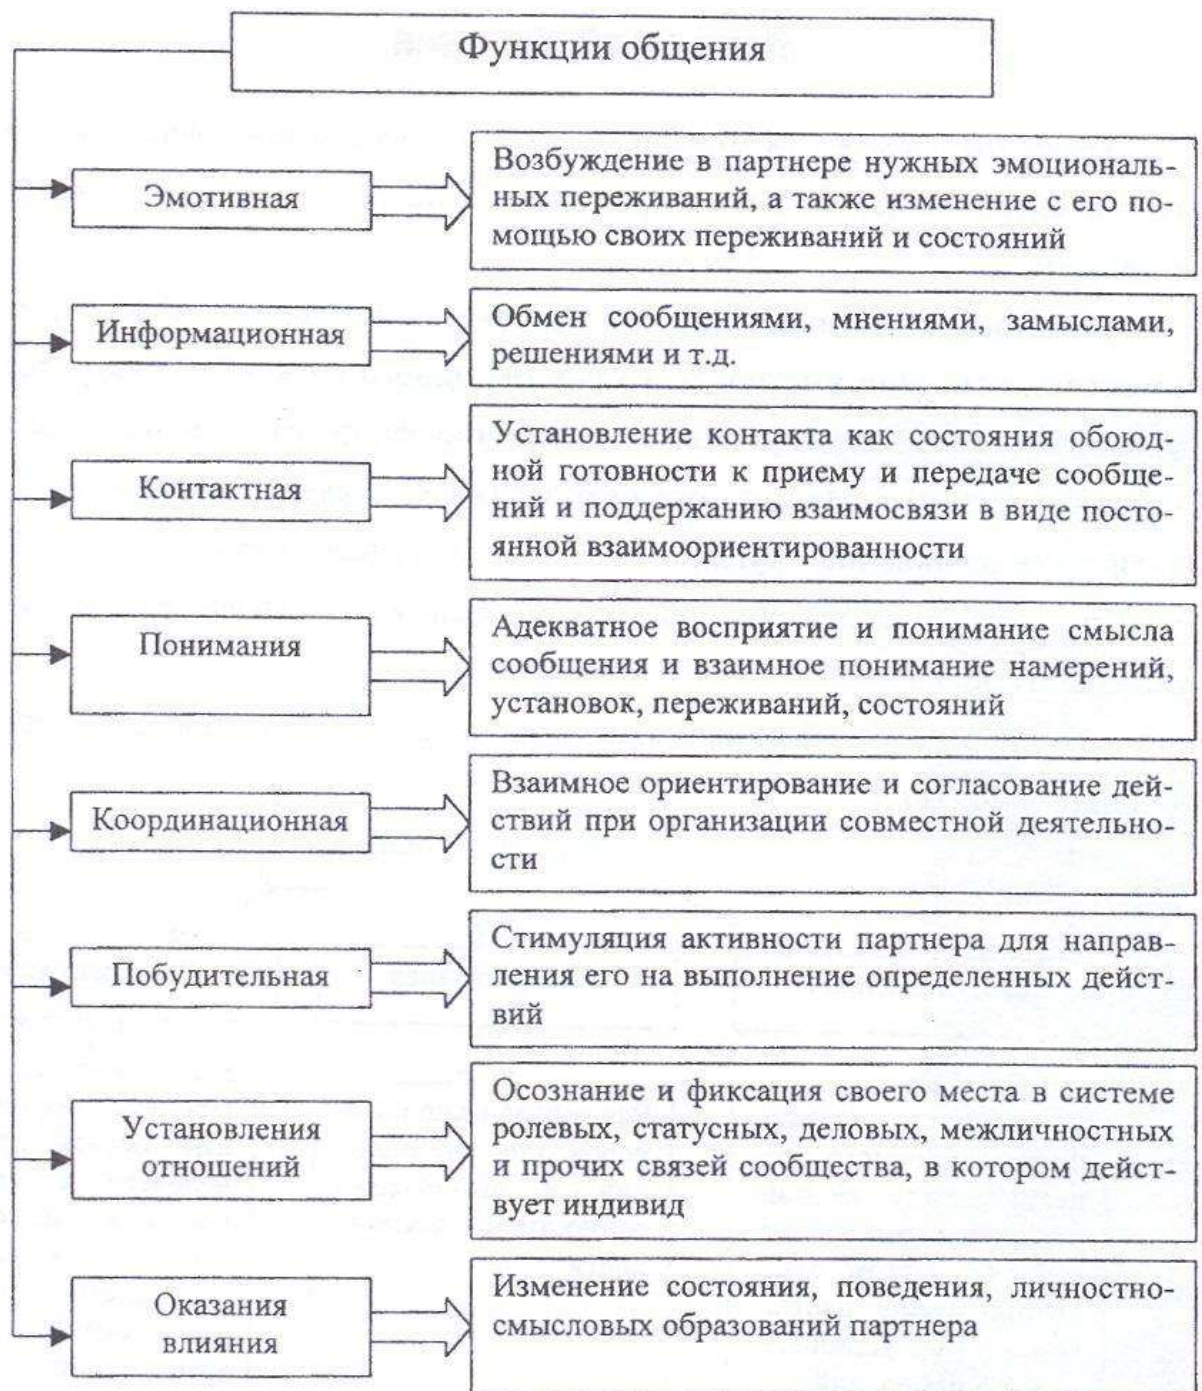 Функции общения
Эмотивная
Возбуждение в партнере нужных эмоциональ-
ных переживаний, а также изменение с его по-
мощью своих переживаний и состояний
Информационная
Обмен сообщениями, мнениями, замыслами,
решениями и т.д.
Контактная
Установление контакта как состояния обоюд-
ной готовности к приему и передаче сообще-
ний и поддержанию взаимосвязи в виде посто-
янной взаимоориентированности
Понимания
Адекватное восприятие и понимание смысла
сообщения и взаимное понимание намерений,
установок, переживаний, состояний
Координационная
Взаимное ориентирование и согласование дей-
ствий при организации совместной деятельно-
сти
Побудительная
Стимуляция активности партнера для направ-
ления его на выполнение определенных дейст-
вий
Установления
отношений
Осознание и фиксация своего места в системе
ролевых, статусных, деловых, межличностных
и прочих связей сообщества, в котором дейст-
вует индивид
Оказания
влияния
Изменение состояния, поведения, личностно-
смысловых образований партнера